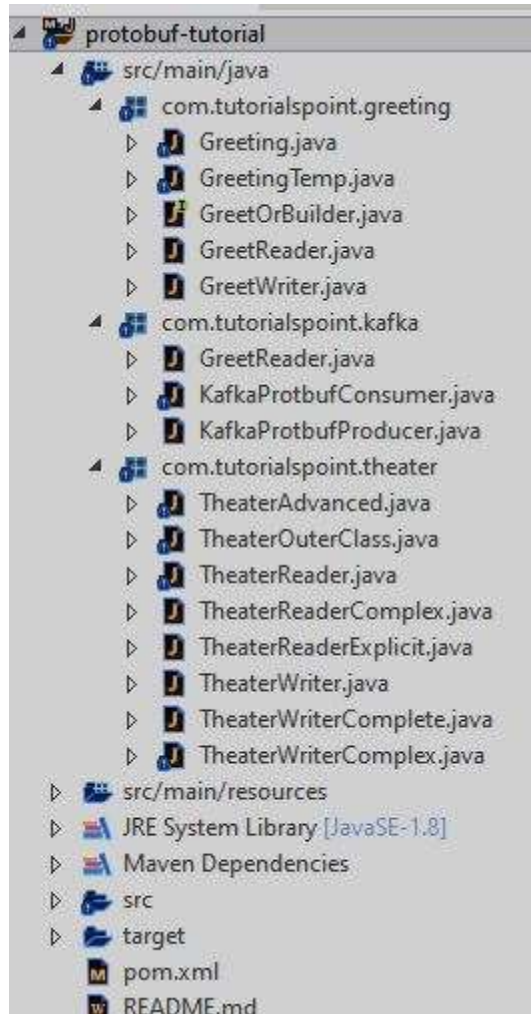 protobuf-tutorial
src/main/java
com.tutorialspoint.greeting
Greeting.java
GreetingTemp.java
GreetOrBuilder.java
GreetReader.java
GreetWriter.java
com.tutorialspoint.kafka
GreetReader.java
KafkaProtbufConsumer.java
KafkaProtbufProducer.java
com.tutorialspoint.theater
TheaterAdvanced.java
TheaterOuterClass.java
TheaterReader.java
TheaterReaderComplex.java
TheaterReaderExplicit.java
TheaterWriter.java
TheaterWriterComplete.java
TheaterWriterComplex.java
src/main/resources
JRE System Library [JavaSE-1.8]
Maven Dependencies
src
target
pom.xml
README.md